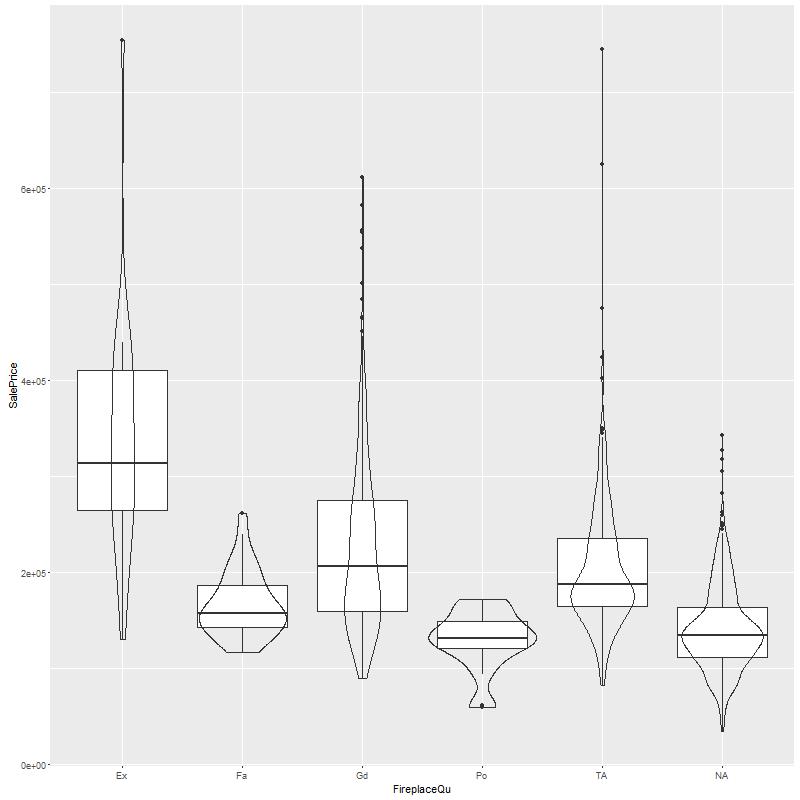 6e+05
SalePrice
4e+05
2e+05
0e+00
Ex Fa Gd Po TA NA
FireplaceQu